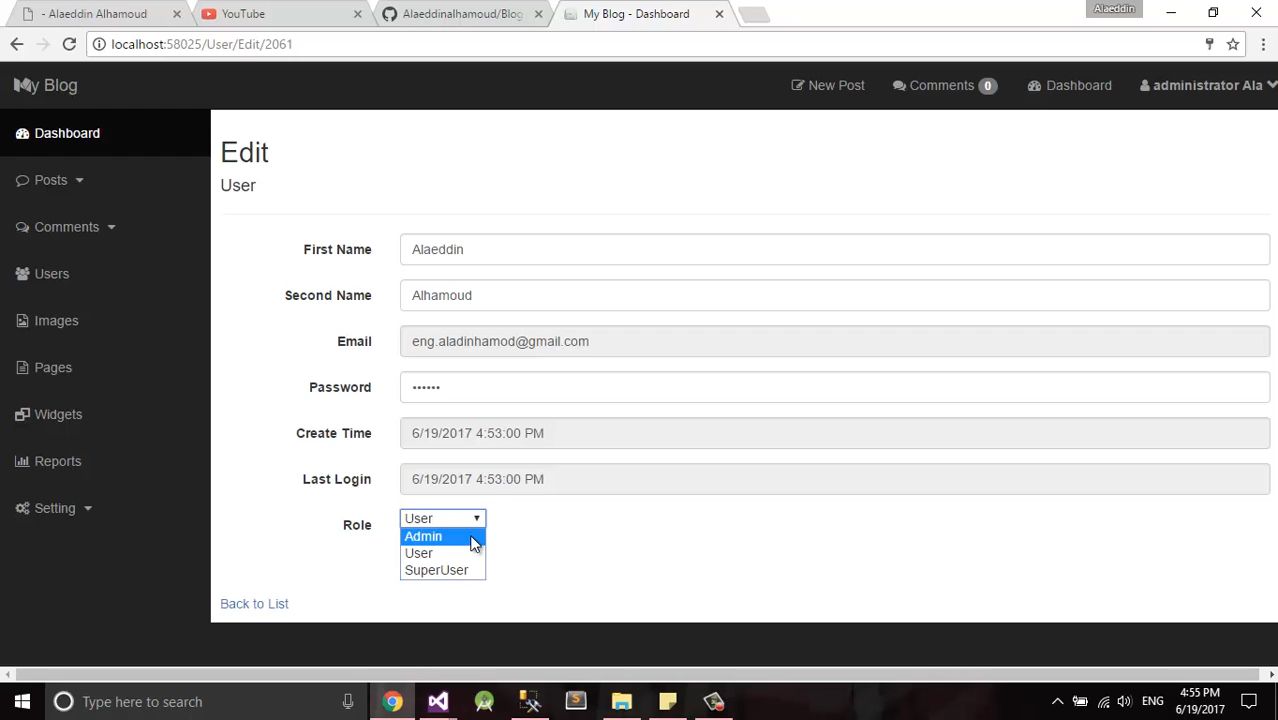 - Alaeddin Alhamoud
YouTube
Alaeddinalhamoud/Blog
My Blog - Dashboard
Alaeddin
localhost:58025/User/Edit/2061
My Blog
New Post
Comments 0
Dashboard
administrator Ala
Dashboard
Posts
Comments
Users
Images
Pages
Widgets
Reports
Setting
Edit
User
First Name Alaeddin
Second Name Alhamoud
Email eng.aladinhamod@gmail.com
Password ••••••
Create Time 6/19/2017 4:53:00 PM
Last Login 6/19/2017 4:53:00 PM
Role User
Admin
User
SuperUser
Back to List
Type here to search
ENG
4:55 PM
6/19/2017